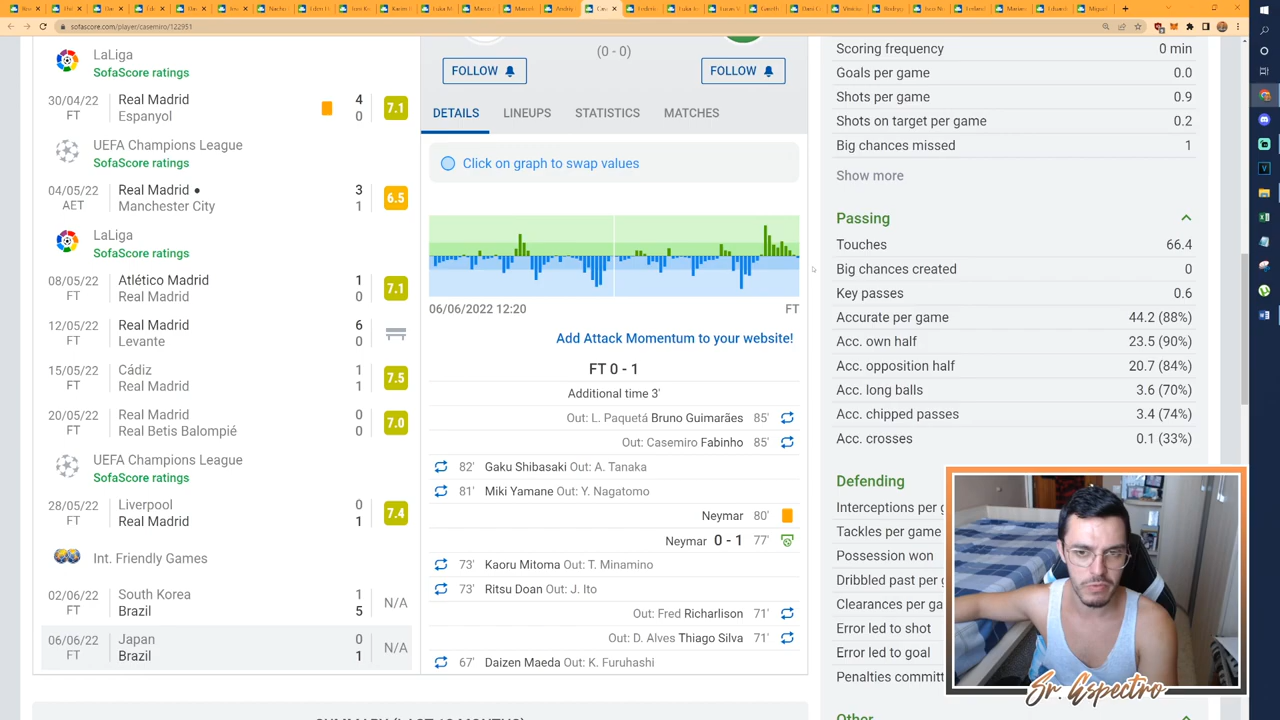 sofascore.com/player/casemiro/122951
LaLiga
SofaScore ratings
30/04/22 Real Madrid 4 7.1
FT Espanyol 0
UEFA Champions League
SofaScore ratings
04/05/22 Real Madrid • 3 6.5
AET Manchester City 1
LaLiga
SofaScore ratings
08/05/22 Atlético Madrid 1 7.1
FT Real Madrid 0
12/05/22 Real Madrid 6
FT Levante 0
15/05/22 Cádiz 1 7.5
FT Real Madrid 1
20/05/22 Real Madrid 0 7.0
FT Real Betis Balompié 0
UEFA Champions League
SofaScore ratings
28/05/22 Liverpool 0 7.4
FT Real Madrid 1
Int. Friendly Games
02/06/22 South Korea 1 N/A
FT Brazil 5
06/06/22 Japan 0 N/A
FT Brazil 1
(0 - 0)
FOLLOW FOLLOW
DETAILS LINEUPS STATISTICS MATCHES
Click on graph to swap values
06/06/2022 12:20 FT
Add Attack Momentum to your website!
FT 0 - 1
Additional time 3'
Out: L. Paquetá Bruno Guimarães 85'
Out: Casemiro Fabinho 85'
82' Gaku Shibasaki Out: A. Tanaka
81' Miki Yamane Out: Y. Nagatomo
Neymar 80'
Neymar 0 - 1 77'
73' Kaoru Mitoma Out: T. Minamino
73' Ritsu Doan Out: J. Ito
Out: Fred Richarlison 71'
Out: D. Alves Thiago Silva 71'
67' Daizen Maeda Out: K. Furuhashi
Scoring frequency 0 min
Goals per game 0.0
Shots per game 0.9
Shots on target per game 0.2
Big chances missed 1
Show more
Passing
Touches 66.4
Big chances created 0
Key passes 0.6
Accurate per game 44.2 (88%)
Acc. own half 23.5 (90%)
Acc. opposition half 20.7 (84%)
Acc. long balls 3.6 (70%)
Acc. chipped passes 3.4 (74%)
Acc. crosses 0.1 (33%)
Defending
Interceptions per g
Tackles per game
Possession won
Dribbled past per
Clearances per ga
Error led to shot
Error led to goal
Penalties committ
Other
Sr. Gspectro